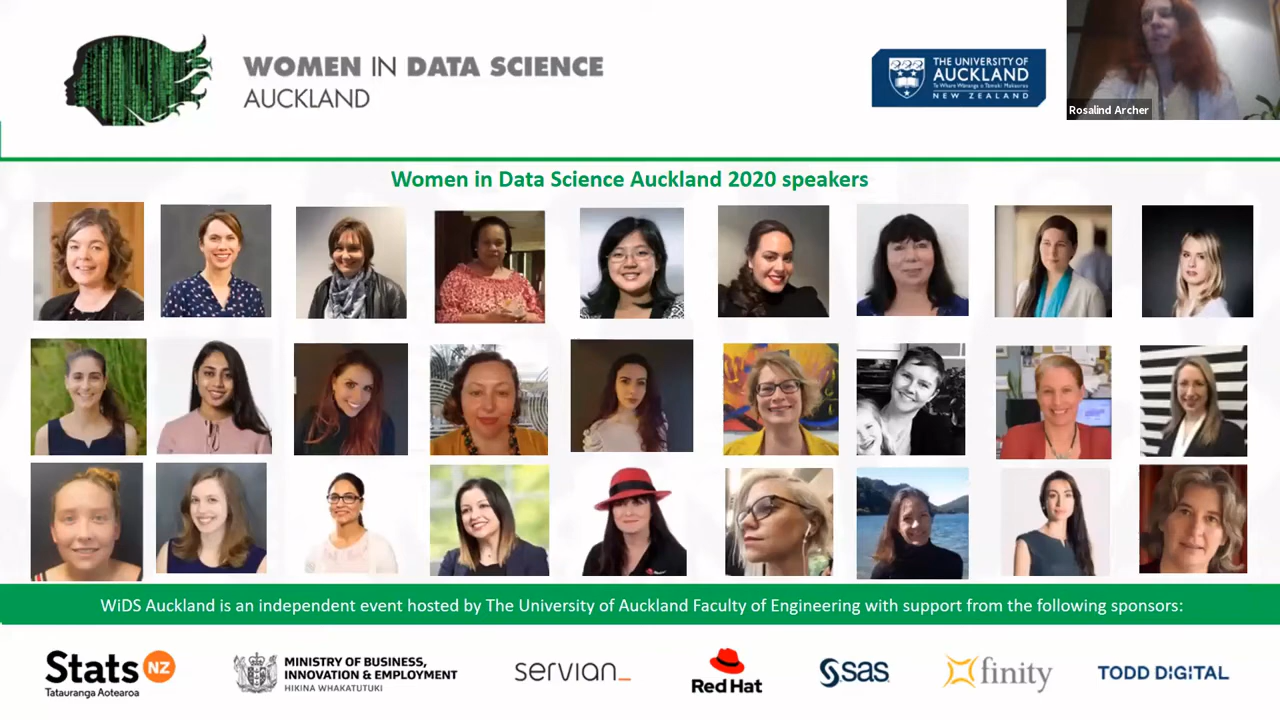 WOMEN IN DATA SCIENCE
AUCKLAND
THE UNIVERSITY OF
AUCKLAND
Te Whare Wānanga o Tāmaki Makaurau
NEW ZEALAND
Rosalind Archer
Women in Data Science Auckland 2020 speakers
WiDS Auckland is an independent event hosted by The University of Auckland Faculty of Engineering with support from the following sponsors:
Stats NZ
Tatauranga Aotearoa
MINISTRY OF BUSINESS,
INNOVATION & EMPLOYMENT
HIKINA WHAKATUTUKI
servian_
Red Hat
sas
finity
TODD DIGITAL